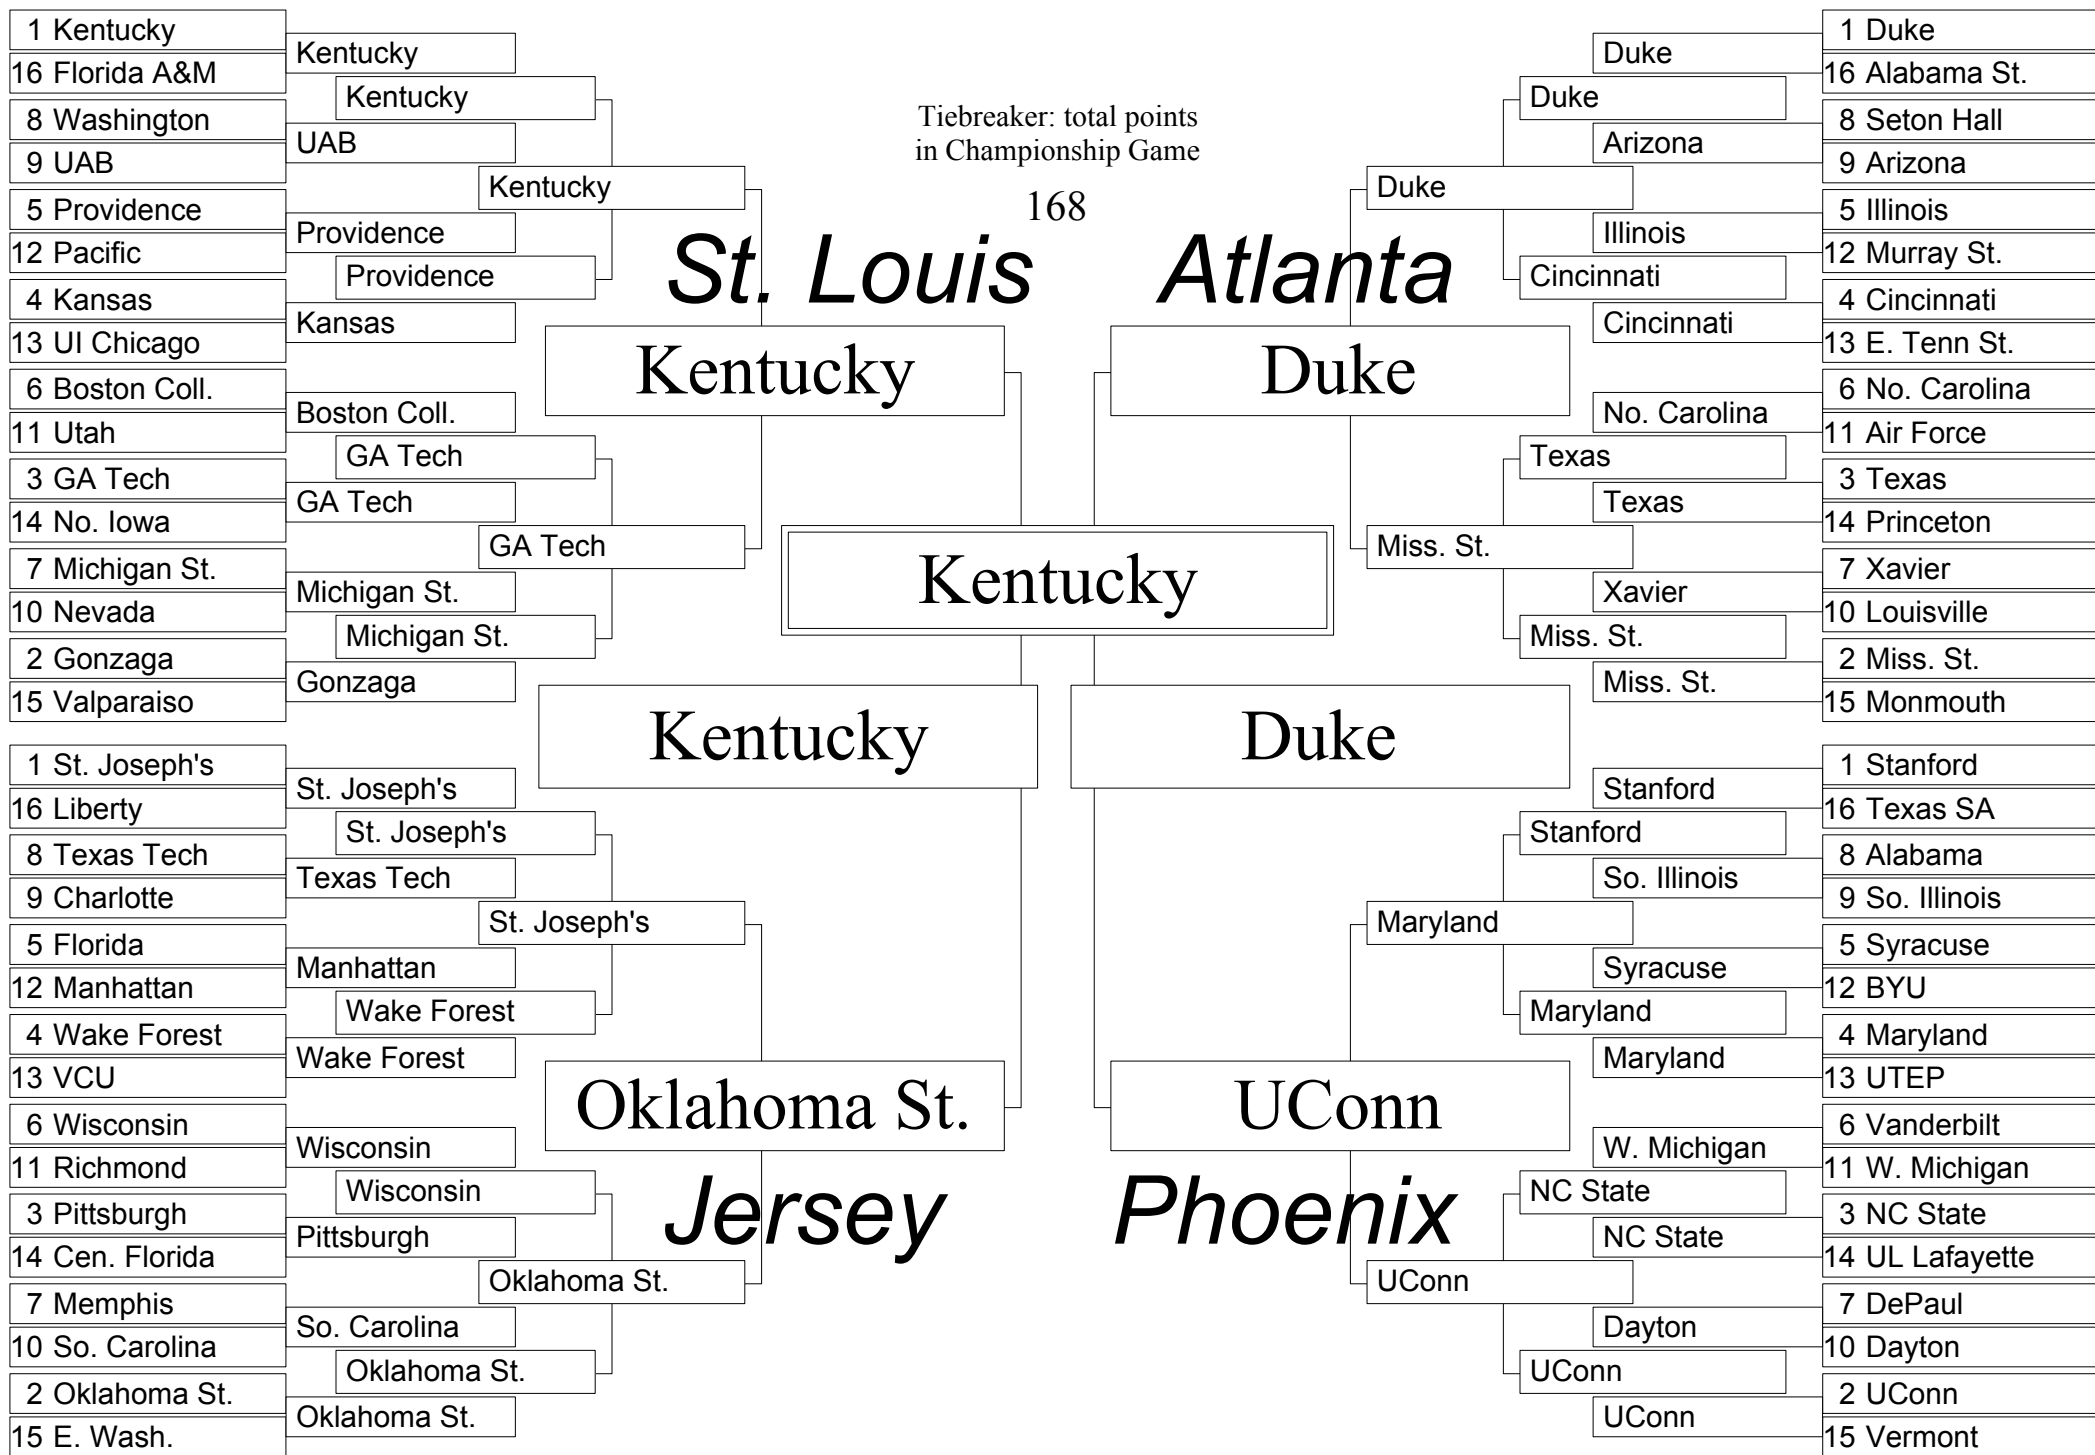 1 Kentucky
16 Florida A&M
8 Washington
9 UAB
5 Providence
12 Pacific
4 Kansas
13 UI Chicago
6 Boston Coll.
11 Utah
3 GA Tech
14 No. Iowa
7 Michigan St.
10 Nevada
2 Gonzaga
15 Valparaiso
Kentucky
UAB
Providence
Kansas
Boston Coll.
GA Tech
Michigan St.
Gonzaga
Kentucky
Providence
GA Tech
Michigan St.
Kentucky
GA Tech
St. Louis
Kentucky
1 St. Joseph's
16 Liberty
8 Texas Tech
9 Charlotte
5 Florida
12 Manhattan
4 Wake Forest
13 VCU
6 Wisconsin
11 Richmond
3 Pittsburgh
14 Cen. Florida
7 Memphis
10 So. Carolina
2 Oklahoma St.
15 E. Wash.
St. Joseph's
Texas Tech
Manhattan
Wake Forest
Wisconsin
Pittsburgh
So. Carolina
Oklahoma St.
St. Joseph's
Wake Forest
Wisconsin
Oklahoma St.
St. Joseph's
Oklahoma St.
Oklahoma St.
Jersey
Tiebreaker: total points
in Championship Game
168
Kentucky
Kentucky
Duke
Atlanta
Duke
Duke
Miss. St.
Duke
Cincinnati
Texas
Miss. St.
Duke
Arizona
Illinois
Cincinnati
No. Carolina
Texas
Xavier
Miss. St.
1 Duke
16 Alabama St.
8 Seton Hall
9 Arizona
5 Illinois
12 Murray St.
4 Cincinnati
13 E. Tenn St.
6 No. Carolina
11 Air Force
3 Texas
14 Princeton
7 Xavier
10 Louisville
2 Miss. St.
15 Monmouth
UConn
Phoenix
Maryland
UConn
Stanford
Maryland
NC State
UConn
Stanford
So. Illinois
Syracuse
Maryland
W. Michigan
NC State
Dayton
UConn
1 Stanford
16 Texas SA
8 Alabama
9 So. Illinois
5 Syracuse
12 BYU
4 Maryland
13 UTEP
6 Vanderbilt
11 W. Michigan
3 NC State
14 UL Lafayette
7 DePaul
10 Dayton
2 UConn
15 Vermont